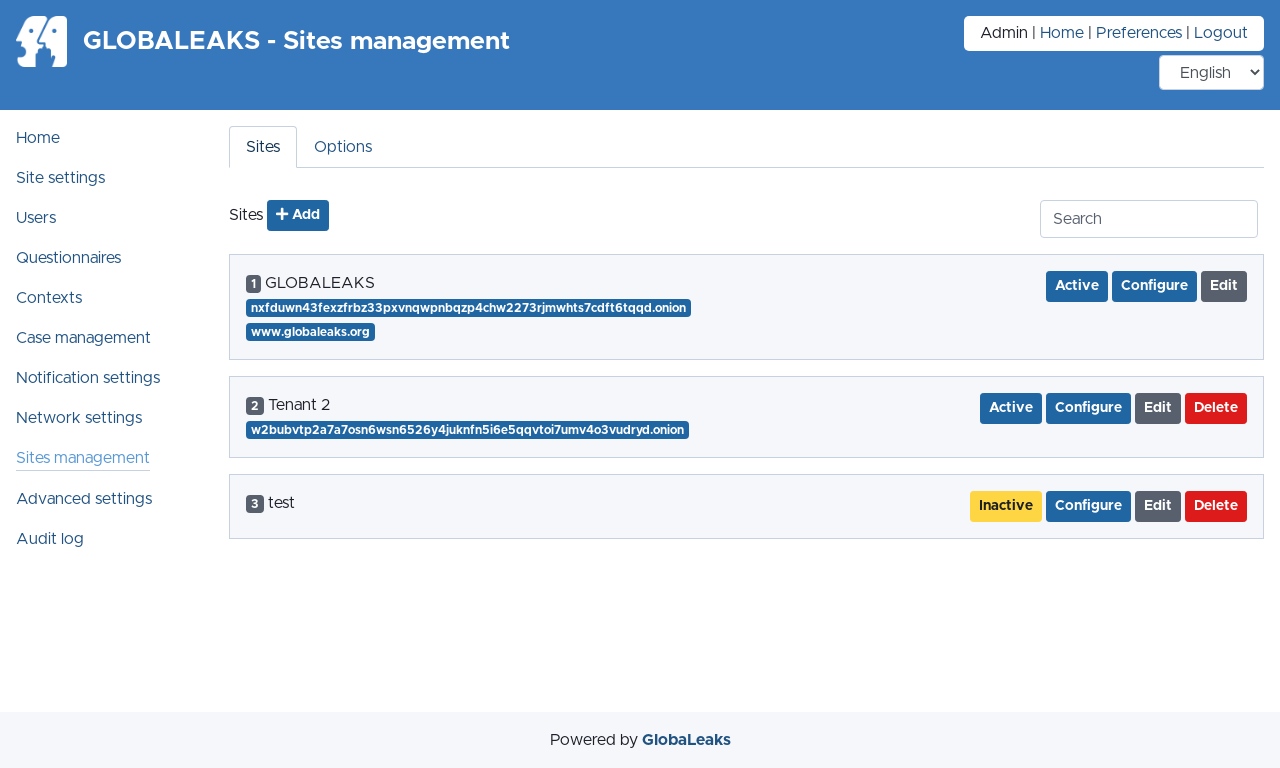 GLOBALEAKS - Sites management
Admin | Home | Preferences | Logout
English
Home
Site settings
Users
Questionnaires
Contexts
Case management
Notification settings
Network settings
Sites management
Advanced settings
Audit log
Sites Options
Sites + Add
Search
1 GLOBALEAKS
Active Configure Edit
nxfduwn43fexzfrbz33pxvnqwpnbqzp4chw2273rjmwhts7cdft6tqqd.onion
www.globaleaks.org
2 Tenant 2
Active Configure Edit Delete
w2bubvtp2a7a7osn6wsn6526y4juknfn5i6e5qqvtoi7umv4o3vudryd.onion
3 test
Inactive Configure Edit Delete
Powered by GlobaLeaks